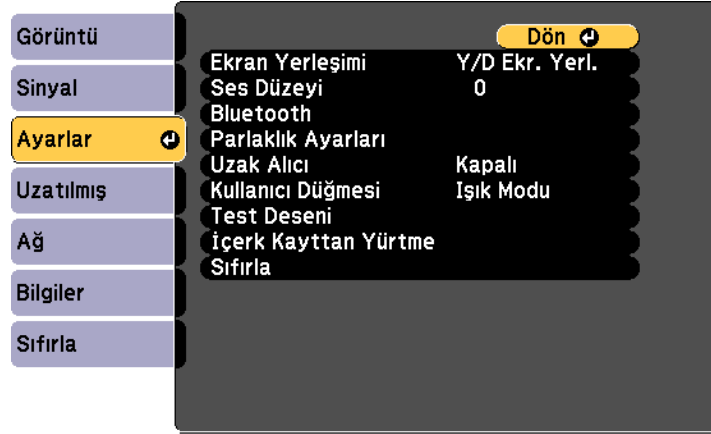 Görüntü
Sinyal
Ayarlar
Uzatılmış
Ağ
Bilgiler
Sıfırla
Dön
Ekran Yerleşimi Y/D Ekr. Yerl.
Ses Düzeyi 0
Bluetooth
Parlaklık Ayarları
Uzak Alıcı Kapalı
Kullanıcı Düğmesi Işık Modu
Test Deseni
İçerk Kayttan Yürtme
Sıfırla